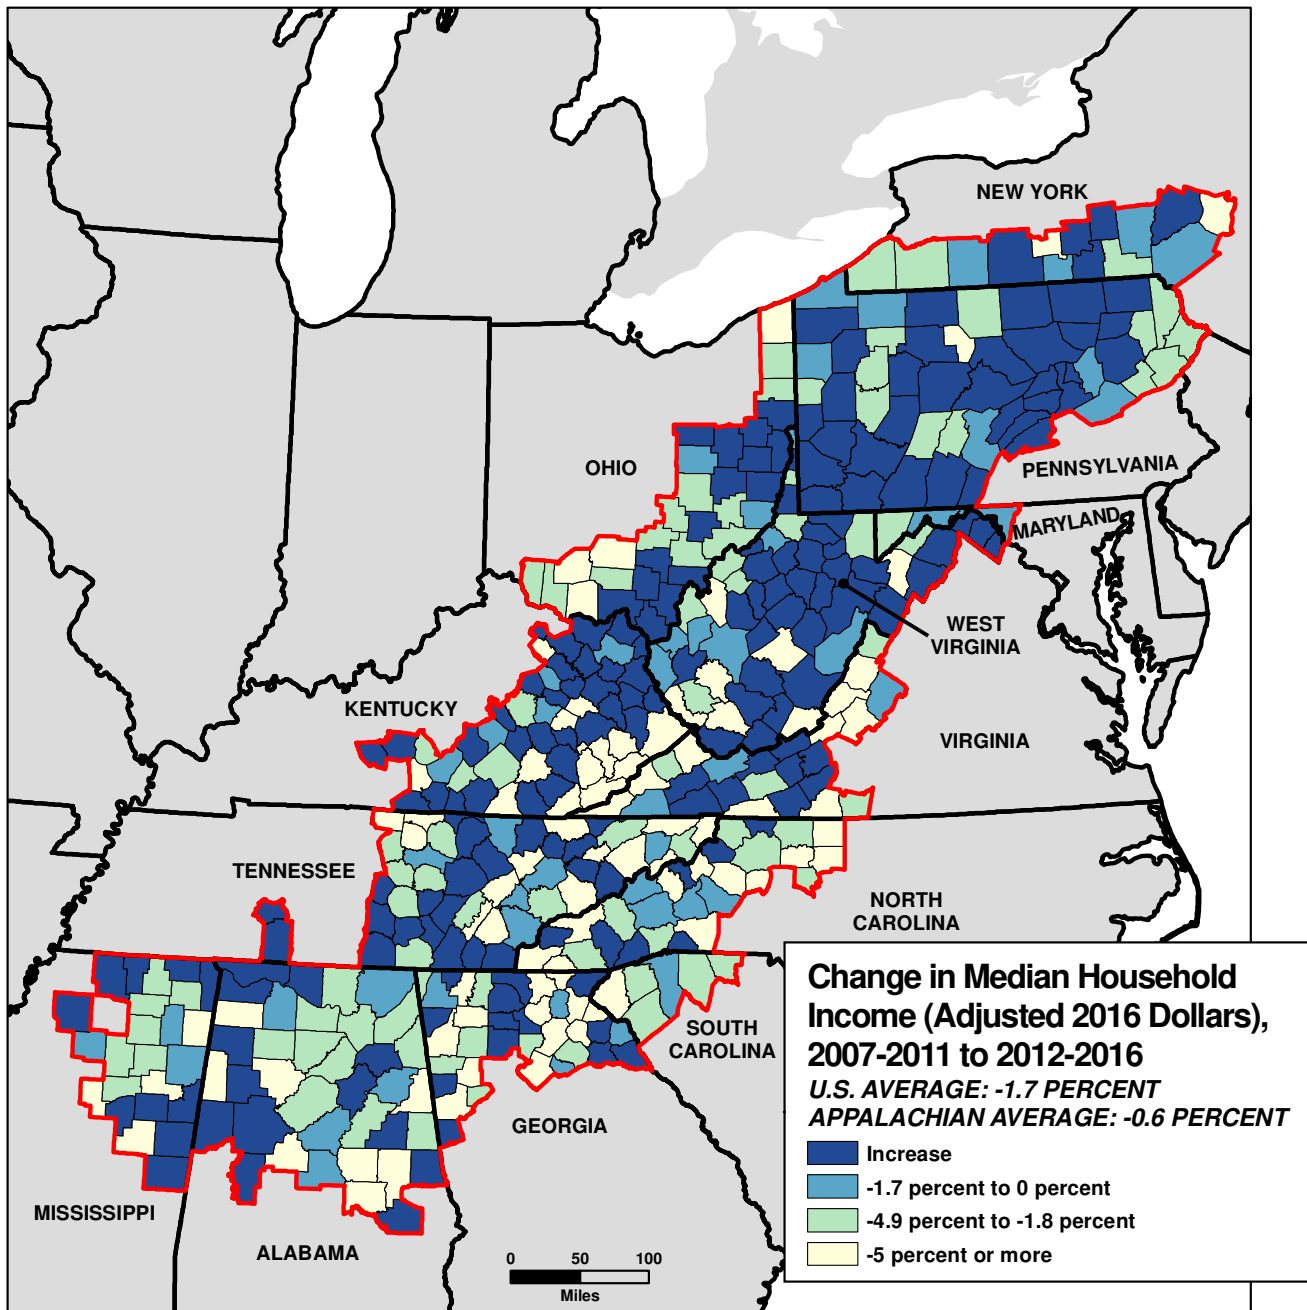 NEW YORK
OHIO
PENNSYLVANIA
MARYLAND
WEST
VIRGINIA
KENTUCKY
VIRGINIA
TENNESSEE
NORTH
CAROLINA
SOUTH
CAROLINA
GEORGIA
MISSISSIPPI
ALABAMA
0 50 100
Miles
Change in Median Household
Income (Adjusted 2016 Dollars),
2007-2011 to 2012-2016
U.S. AVERAGE: -1.7 PERCENT
APPALACHIAN AVERAGE: -0.6 PERCENT
Increase
-1.7 percent to 0 percent
-4.9 percent to -1.8 percent
-5 percent or more